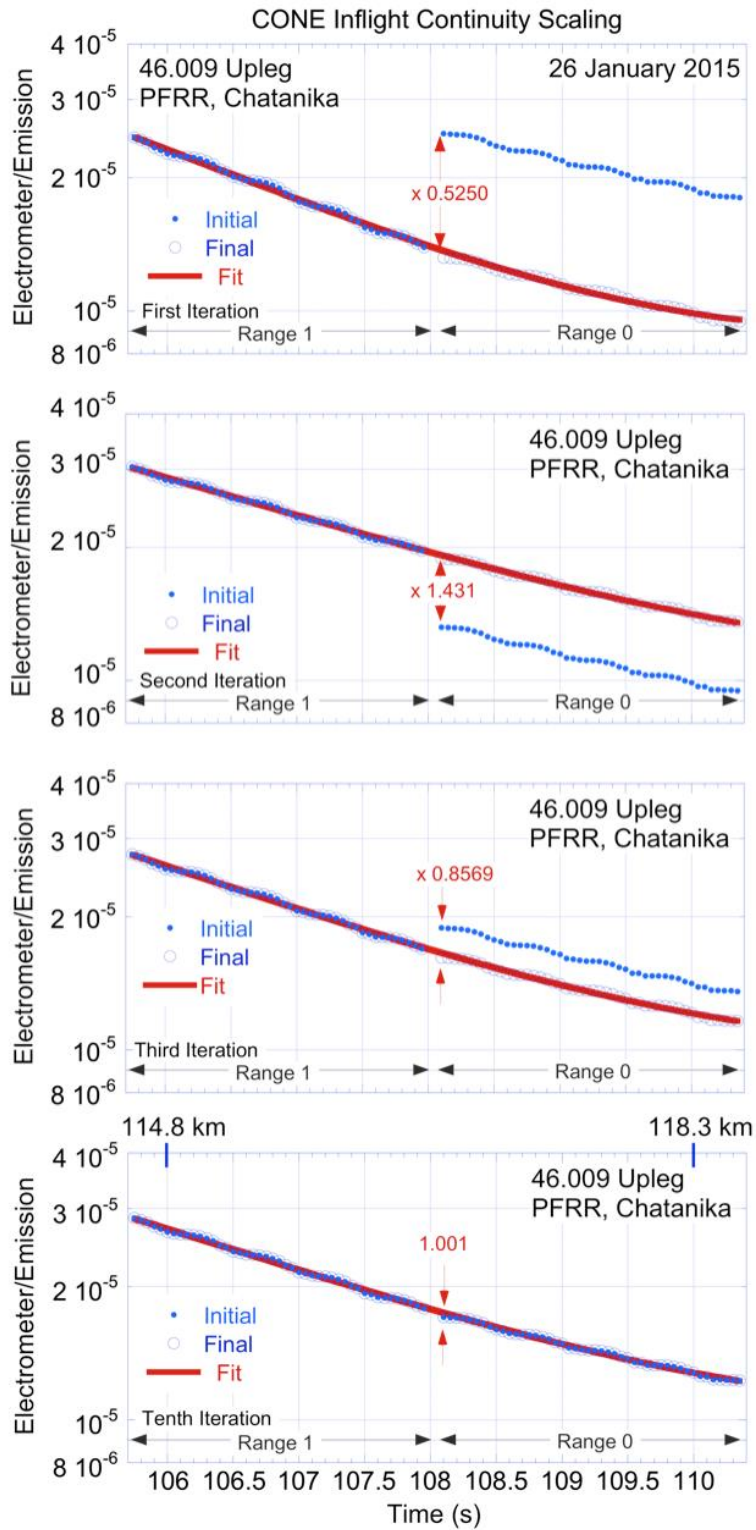 CONE Inflight Continuity Scaling
4 10-5
46.009 Upleg
26 January 2015
PFRR, Chatanika
3 10-5
Electrometer/Emission
2 10-5
x 0.5250
Initial
Final
Fit
1 10-5
First Iteration
Range 1
Range 0
8 10-6
4 10-5
46.009 Upleg
PFRR, Chatanika
3 10-5
Electrometer/Emission
2 10-5
x 1.431
Initial
Final
Fit
1 10-5
Second Iteration
Range 1
Range 0
8 10-6
4 10-5
46.009 Upleg
PFRR, Chatanika
3 10-5
Electrometer/Emission
x 0.8569
2 10-5
Initial
Final
Fit
1 10-5
Third Iteration
Range 1
Range 0
8 10-6
114.8 km
118.3 km
4 10-5
46.009 Upleg
PFRR, Chatanika
3 10-5
Electrometer/Emission
1.001
2 10-5
Initial
Final
Fit
1 10-5
Tenth Iteration
Range 1
Range 0
8 10-6
106 106.5 107 107.5 108 108.5 109 109.5 110
Time (s)